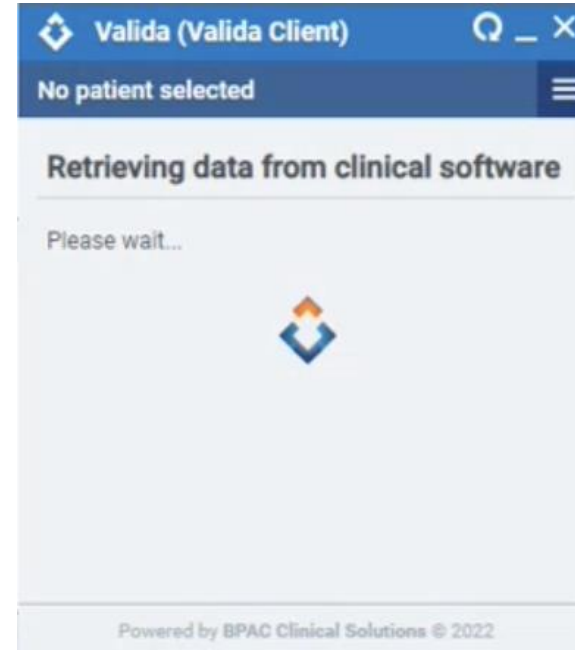 Valida (Valida Client)
No patient selected
Retrieving data from clinical software
Please wait...
Powered by BPAC Clinical Solutions © 2022